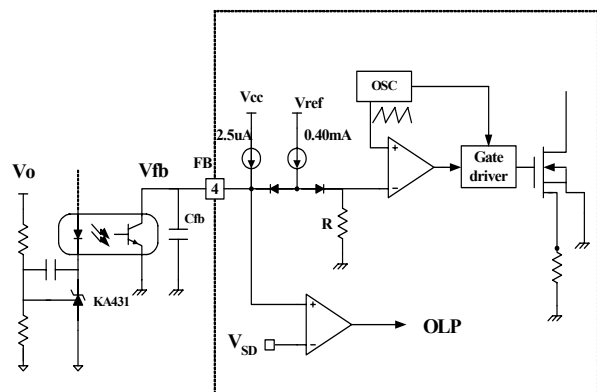 OSC
Vcc
Vref
2.5uA
0.40mA
Vo
Vfb
FB
4
+
−
Gate
driver
Cfb
R
KA431
+
−
VSD
OLP